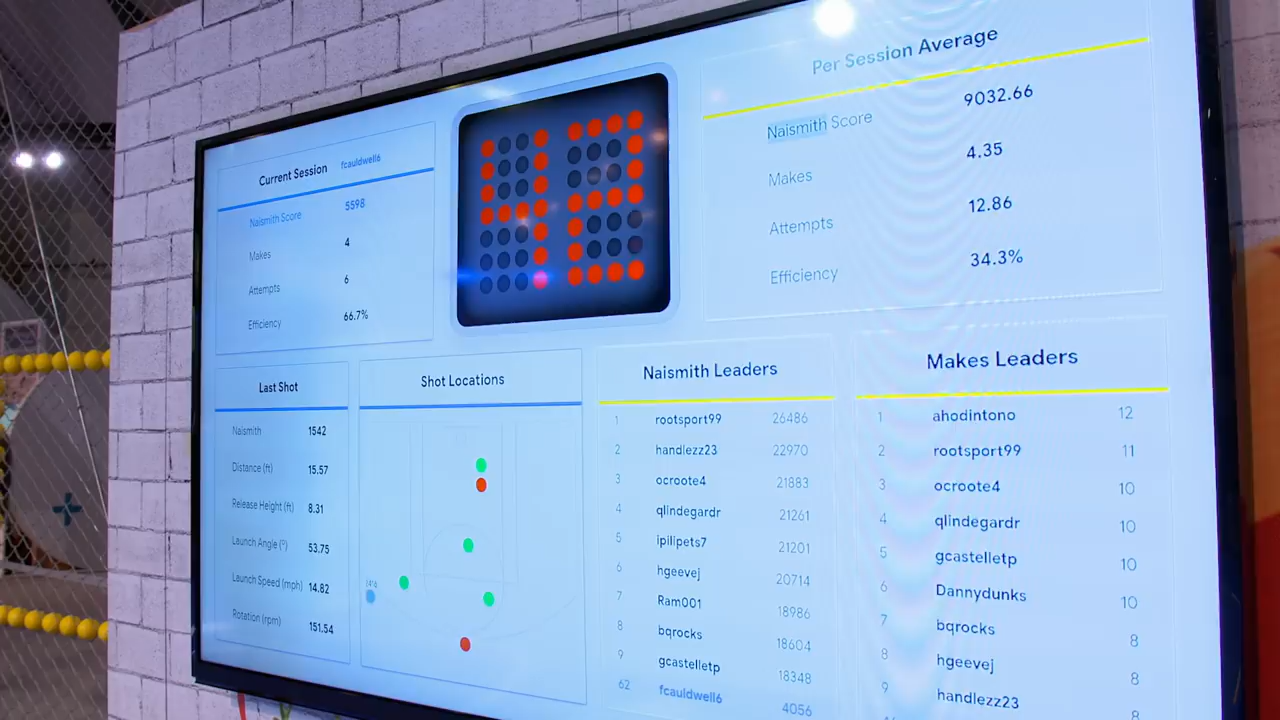 Current Session fcauldwell6
Naismith Score 5598
Makes 4
Attempts 6
Efficiency 66.7%
42
Per Session Average
Naismith Score 9032.66
Makes 4.35
Attempts 12.86
Efficiency 34.3%
Last Shot
Naismith 1542
Distance (ft) 15.57
Release Height (ft) 8.31
Launch Angle (°) 53.75
Launch Speed (mph) 14.82
Rotation (rpm) 151.54
Shot Locations
Naismith Leaders
1 rootsport99 26486
2 handlezz23 22970
3 ocroote4 21883
4 qlindegardr 21261
5 ipilipets7 21201
6 hgeevej 20714
7 Ram001 18986
8 bqrocks 18604
9 gcastelletp 18348
62 fcauldwell6 4056
Makes Leaders
1 ahodintono 12
2 rootsport99 11
3 ocroote4 10
4 qlindegardr 10
5 gcastelletp 10
6 Dannydunks 10
7 bqrocks 8
8 hgeevej 8
9 handlezz23 8